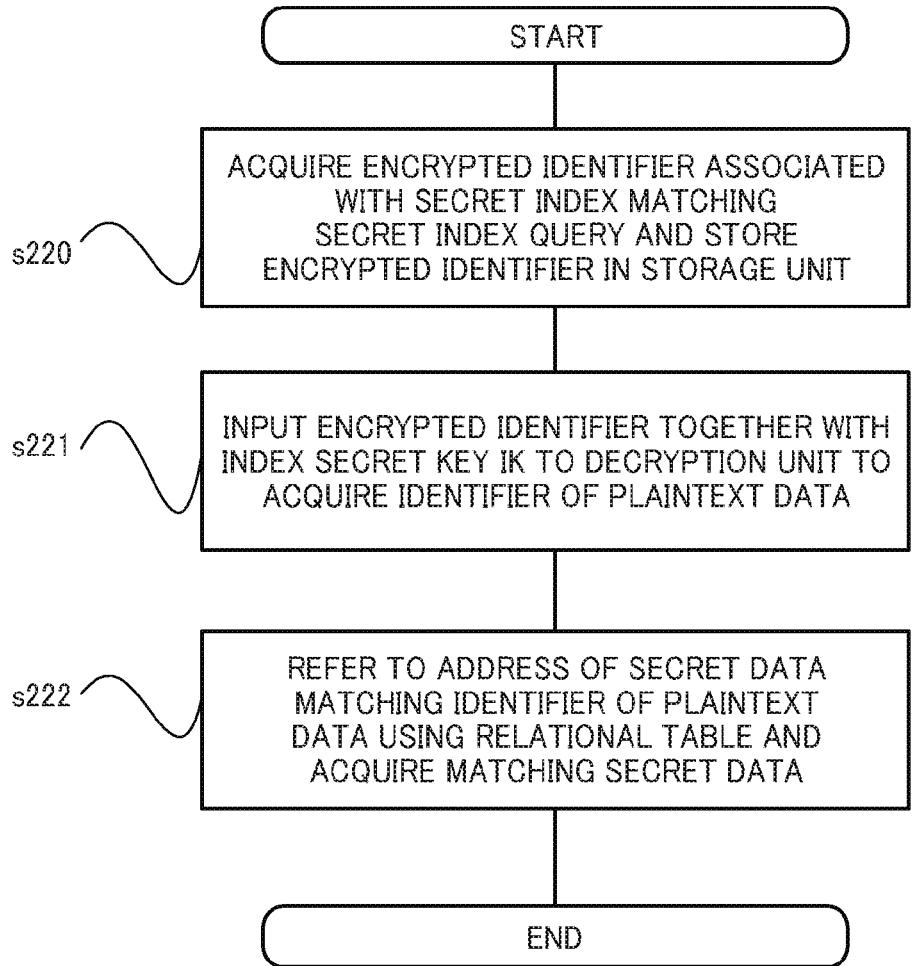 START
ACQUIRE ENCRYPTED IDENTIFIER ASSOCIATED
WITH SECRET INDEX MATCHING
SECRET INDEX QUERY AND STORE
ENCRYPTED IDENTIFIER IN STORAGE UNIT
s220
INPUT ENCRYPTED IDENTIFIER TOGETHER WITH
INDEX SECRET KEY IK TO DECRYPTION UNIT TO
ACQUIRE IDENTIFIER OF PLAINTEXT DATA
s221
REFER TO ADDRESS OF SECRET DATA
MATCHING IDENTIFIER OF PLAINTEXT
DATA USING RELATIONAL TABLE AND
ACQUIRE MATCHING SECRET DATA
s222
END